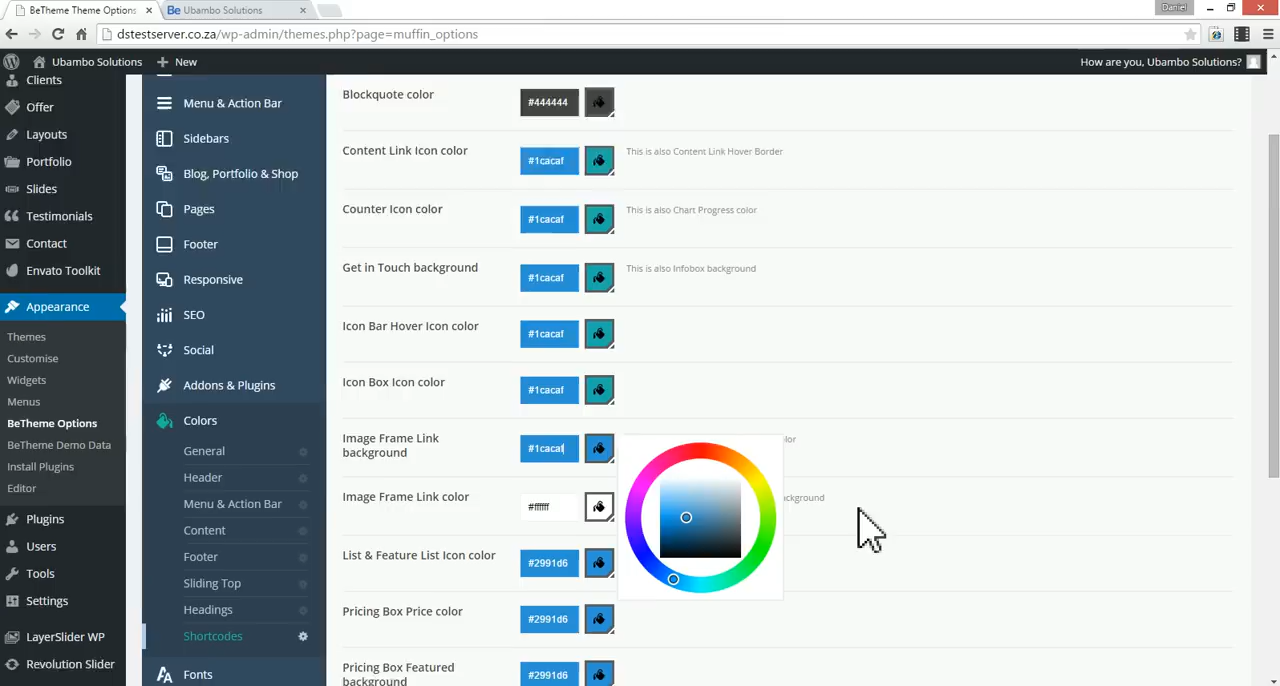 BeTheme Theme Options
Ubambo Solutions
Daniel
dstestserver.co.za/wp-admin/themes.php?page=muffin_options
Ubambo Solutions
New
How are you, Ubambo Solutions?
Clients
Offer
Layouts
Portfolio
Slides
Testimonials
Contact
Envato Toolkit
Appearance
Themes
Customise
Widgets
Menus
BeTheme Options
BeTheme Demo Data
Install Plugins
Editor
Plugins
Users
Tools
Settings
LayerSlider WP
Revolution Slider
Menu & Action Bar
Sidebars
Blog, Portfolio & Shop
Pages
Footer
Responsive
SEO
Social
Addons & Plugins
Colors
General
Header
Menu & Action Bar
Content
Footer
Sliding Top
Headings
Shortcodes
Fonts
Blockquote color
#444444
Content Link Icon color
#1cacaf
This is also Content Link Hover Border
Counter Icon color
#1cacaf
This is also Chart Progress color
Get in Touch background
#1cacaf
This is also Infobox background
Icon Bar Hover Icon color
#1cacaf
Icon Box Icon color
#1cacaf
Image Frame Link
background
#1cacaf
lor
Image Frame Link color
#ffffff
ackground
List & Feature List Icon color
#2991d6
Pricing Box Price color
#2991d6
Pricing Box Featured
background
#2991d6